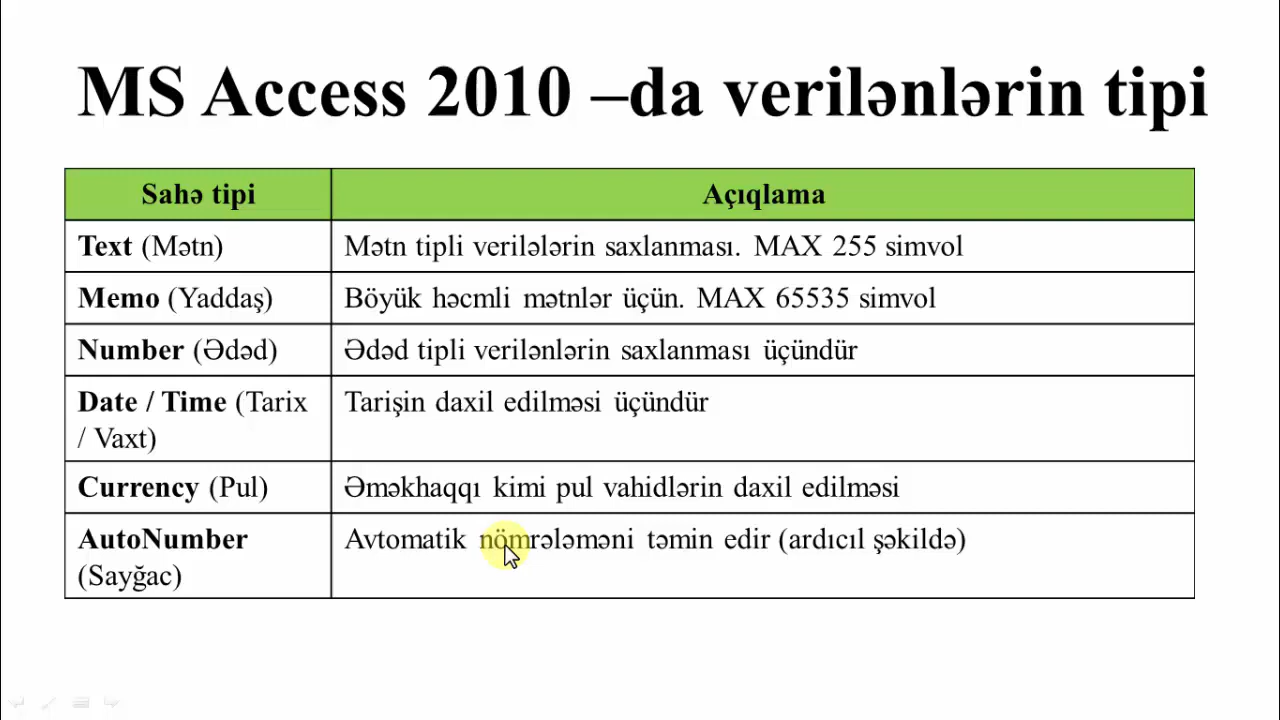 MS Access 2010 –da verilənlərin tipi
Sahə tipi
Açıqlama
Text (Mətn)
Mətn tipli verilələrin saxlanması. MAX 255 simvol
Memo (Yaddaş)
Böyük həcmli mətnlər üçün. MAX 65535 simvol
Number (Ədəd)
Ədəd tipli verilənlərin saxlanması üçündür
Date / Time (Tarix
/ Vaxt)
Tarişin daxil edilməsi üçündür
Currency (Pul)
Əməkhaqqı kimi pul vahidlərin daxil edilməsi
AutoNumber
(Sayğac)
Avtomatik nömrələməni təmin edir (ardıcıl şəkildə)